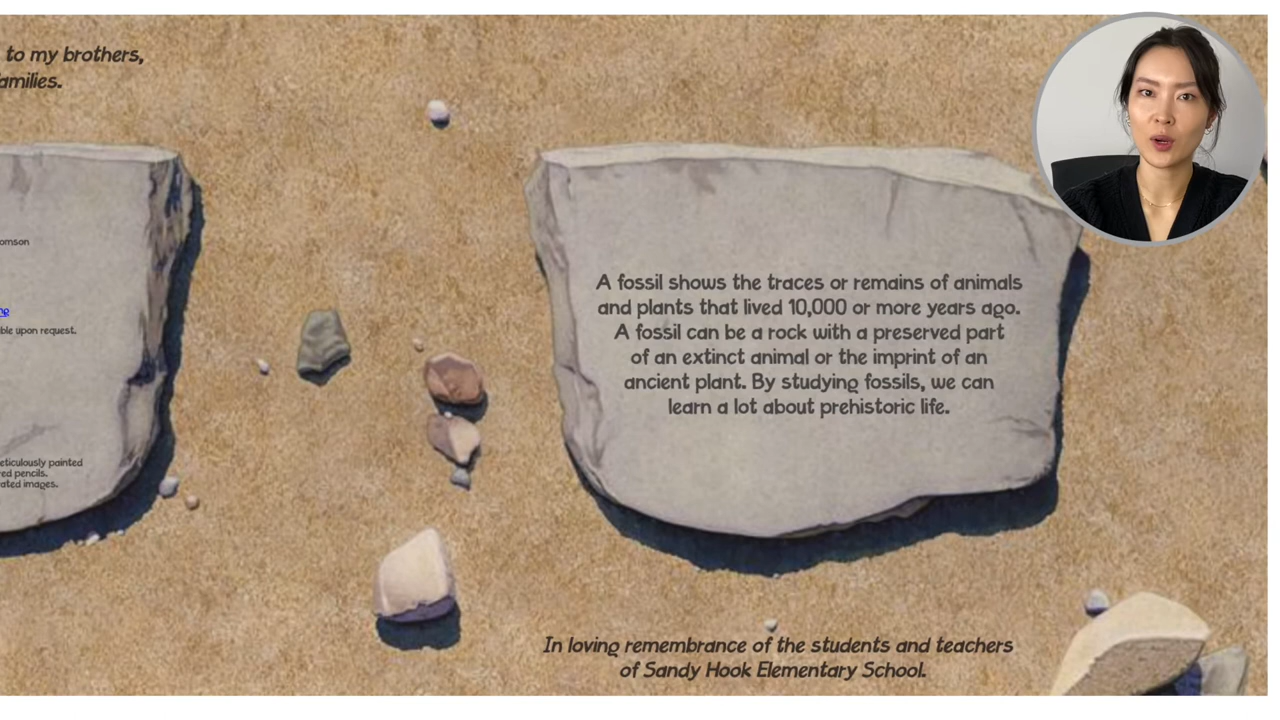 to my brothers,
families.
omson
ble upon request.
eticulously painted
ed pencils.
ated images.
A fossil shows the traces or remains of animals
and plants that lived 10,000 or more years ago.
A fossil can be a rock with a preserved part
of an extinct animal or the imprint of an
ancient plant. By studying fossils, we can
learn a lot about prehistoric life.
In loving remembrance of the students and teachers
of Sandy Hook Elementary School.